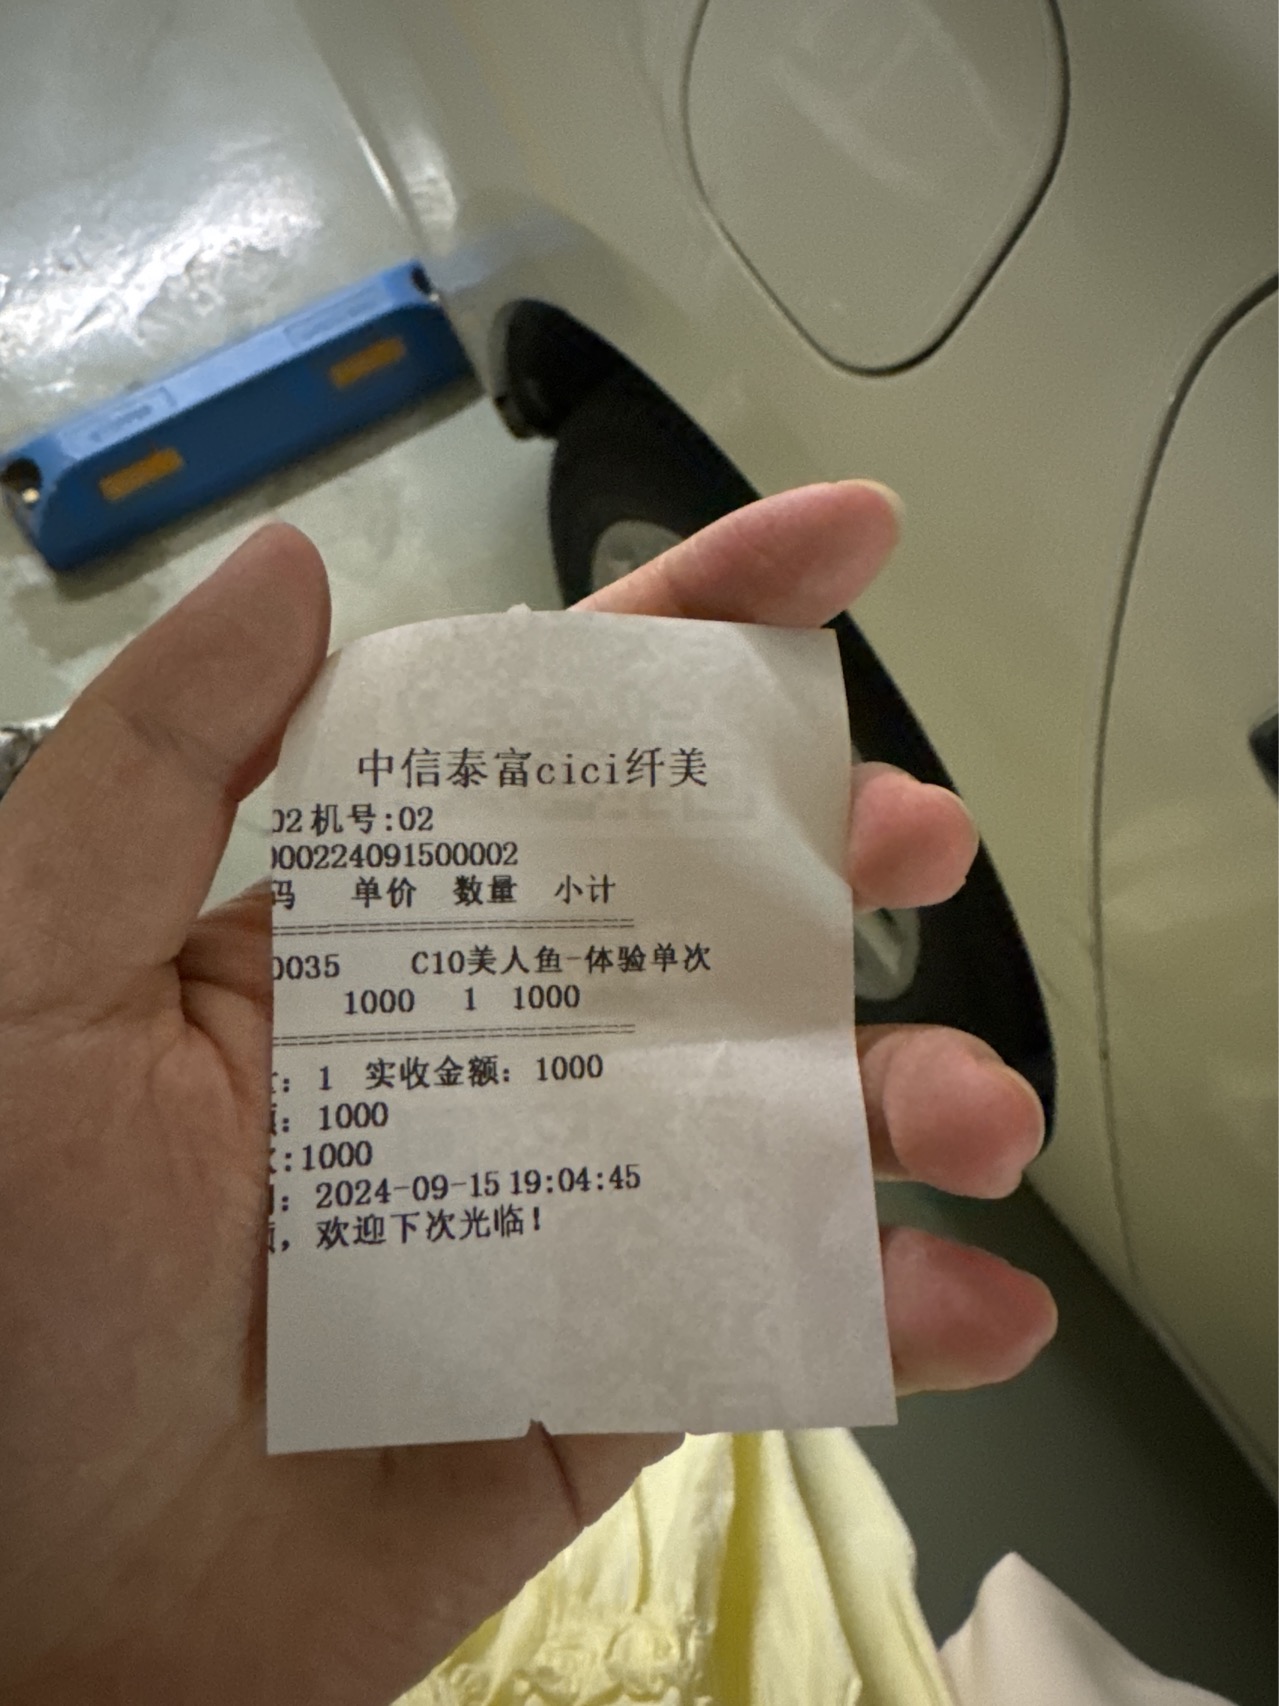 中信泰富cici纤美
02 机号:02
000224091500002
码 单价 数量 小计
0035 C10美人鱼-体验单次
1000 1 1000
: 1 实收金额: 1000
: 1000
:1000
: 2024-09-15 19:04:45
, 欢迎下次光临!